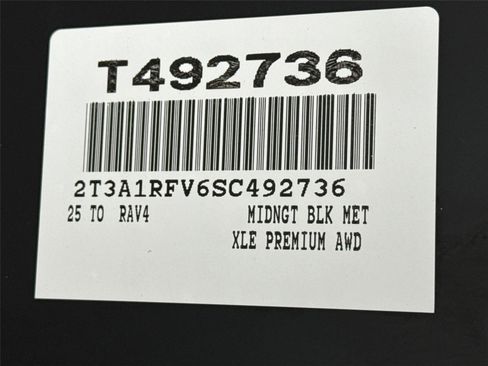 T492736
2T3A1RFV6SC492736
25 TO RAV4 MIDNGT BLK MET
XLE PREMIUM AWD